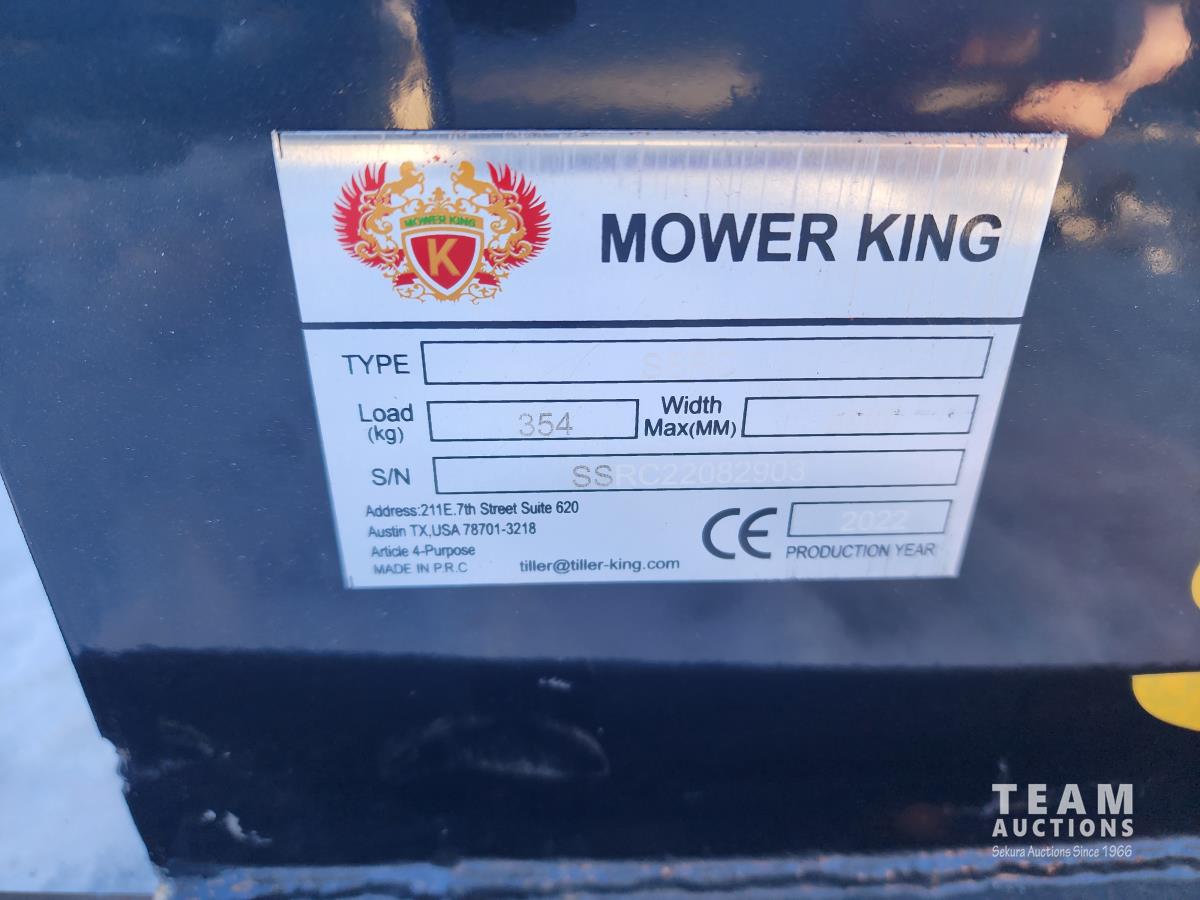 MOWER KING
K
MOWER KING
TYPE
Load (kg) 354 Width Max(MM)
S/N SSRC22082903
Address:211E.7th Street Suite 620
Austin TX,USA 78701-3218
Article 4-Purpose
MADE IN P.R.C
tiller@tiller-king.com
CE 2022
PRODUCTION YEAR
TEAM
AUCTIONS
Sekura Auctions Since 1966